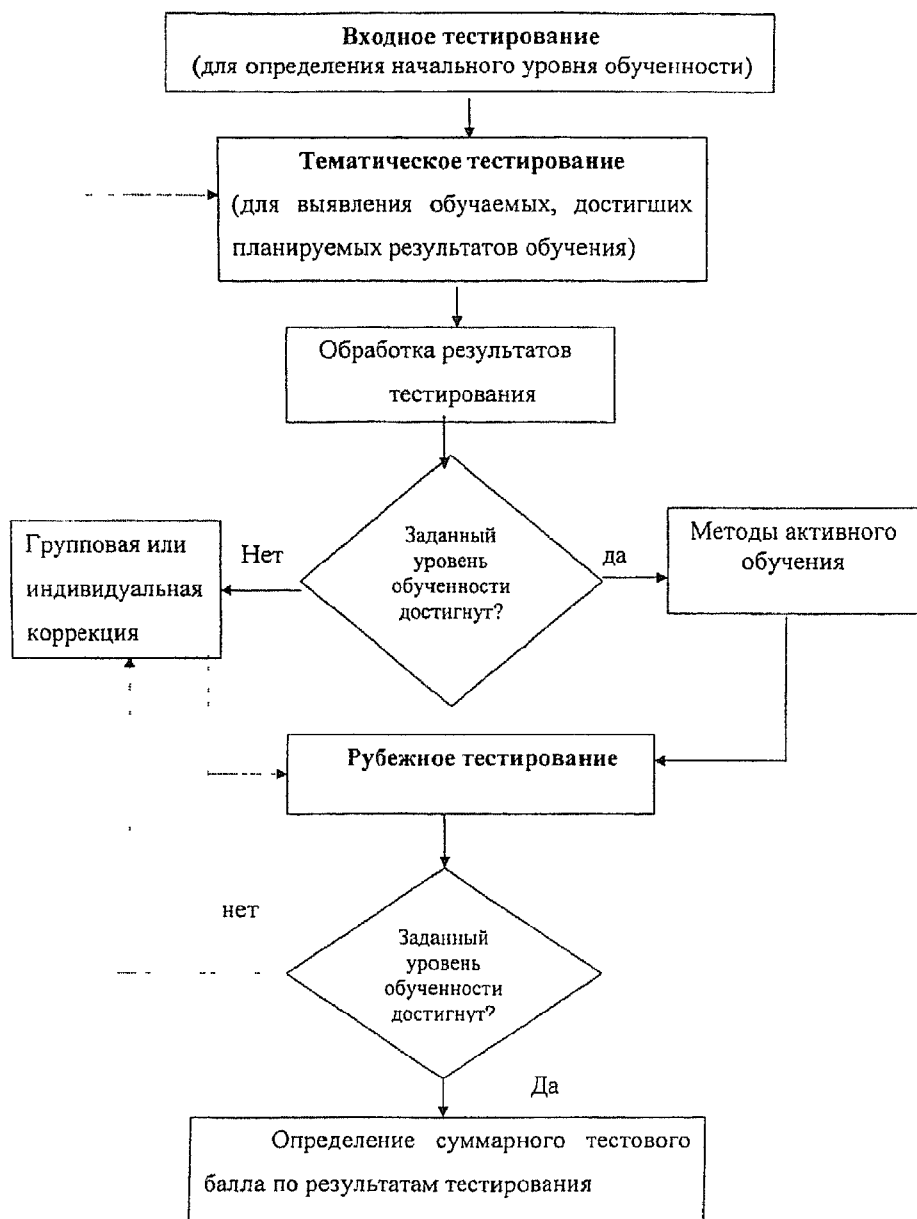 Входное тестирование
(для определения начального уровня обученности)
Тематическое тестирование
(для выявления обучаемых, достигших
планируемых результатов обучения)
Обработка результатов
тестирования
Групповая или
индивидуальная
коррекция
Нет
Заданный
уровень
обученности
достигнут?
да
Методы активного
обучения
Рубежное тестирование
нет
Заданный
уровень
обученности
достигнут?
Да
Определение суммарного тестового
балла по результатам тестирования